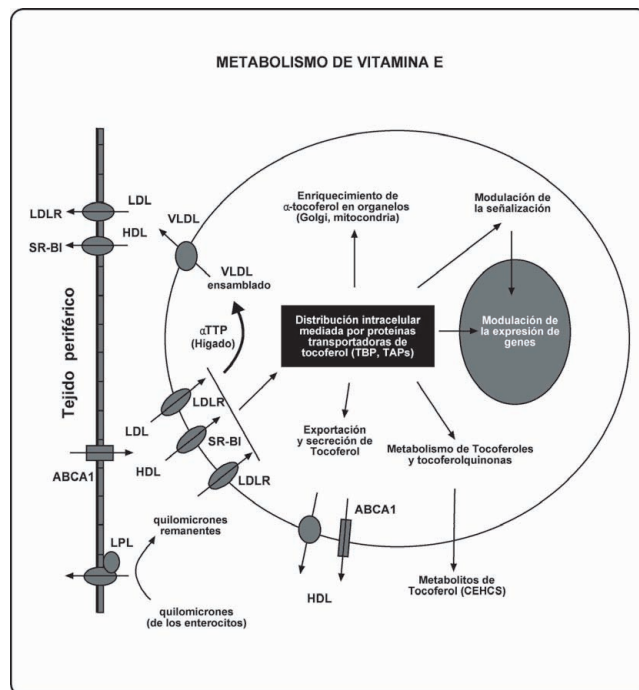 METABOLISMO DE VITAMINA E
LDL
LDLR
HDL
SR-BI
Tejido periférico
ABCA1
LPL
VLDL
VLDL
ensamblado
αTTP
(Higado)
LDL
LDLR
HDL
SR-BI
LDLR
quilomicrones
remanentes
quilomicrones
(de los enterocitos)
Enriquecimiento de
α-tocoferol en organelos
(Golgi, mitocondria)
Modulación
de la señalización
Distribución intracelular
mediada por proteínas
transportadoras de
tocoferol (TBP, TAPs)
Modulación de
la expresión de
genes
Exportación
y secreción de
Tocoferol
Metabolismo de Tocoferoles
y tocoferolquinonas
ABCA1
HDL
Metabolitos de
Tocoferol (CEHCS)